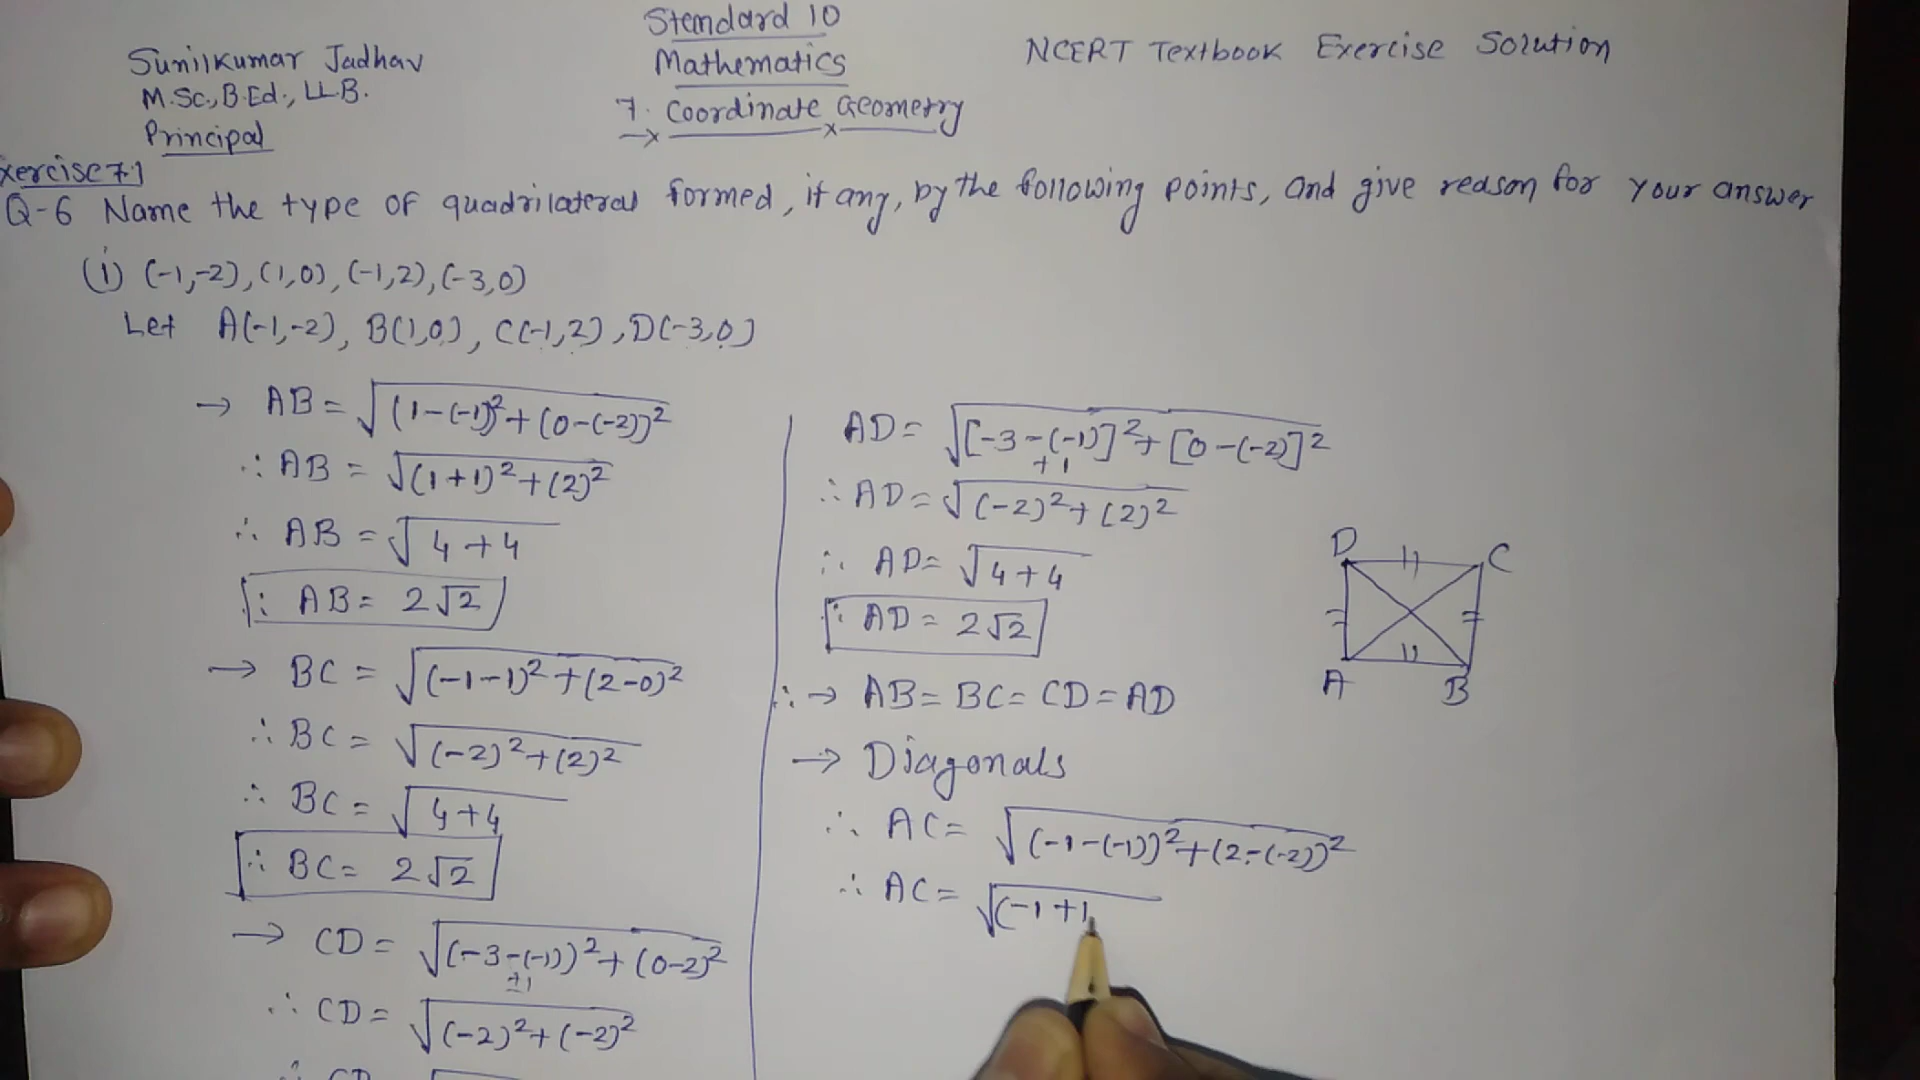 Sunilkumar Jadhav
M.Sc., B.Ed., LL.B.
Principal
Standard 10
Mathematics
7. Coordinate Geometry
NCERT Textbook Exercise Solution
xercise 7.1
Q-6 Name the type of quadrilateral formed, if any, by the following points, and give reason for your answer
(i) (-1,-2), (1,0), (-1,2), (-3,0)
Let A(-1,-2), B(1,0), C(-1,2), D(-3,0)
→ AB = √(1-(-1))²+(0-(-2))²
∴ AB = √(1+1)²+(2)²
∴ AB = √4+4
∴ AB = 2√2
→ BC = √(-1-1)²+(2-0)²
∴ BC = √(-2)²+(2)²
∴ BC = √4+4
∴ BC = 2√2
→ CD = √(-3-(-1))²+(0-2)²
+1
∴ CD = √(-2)²+(-2)²
∴ CD
AD = √[-3-(-1)]²+[0-(-2)]²
+1
∴ AD = √(-2)²+(2)²
∴ AD = √4+4
∴ AD = 2√2
∴ → AB = BC = CD = AD
→ Diagonals
∴ AC = √(-1-(-1))²+(2-(-2))²
∴ AC = √(-1+1
D C
A B